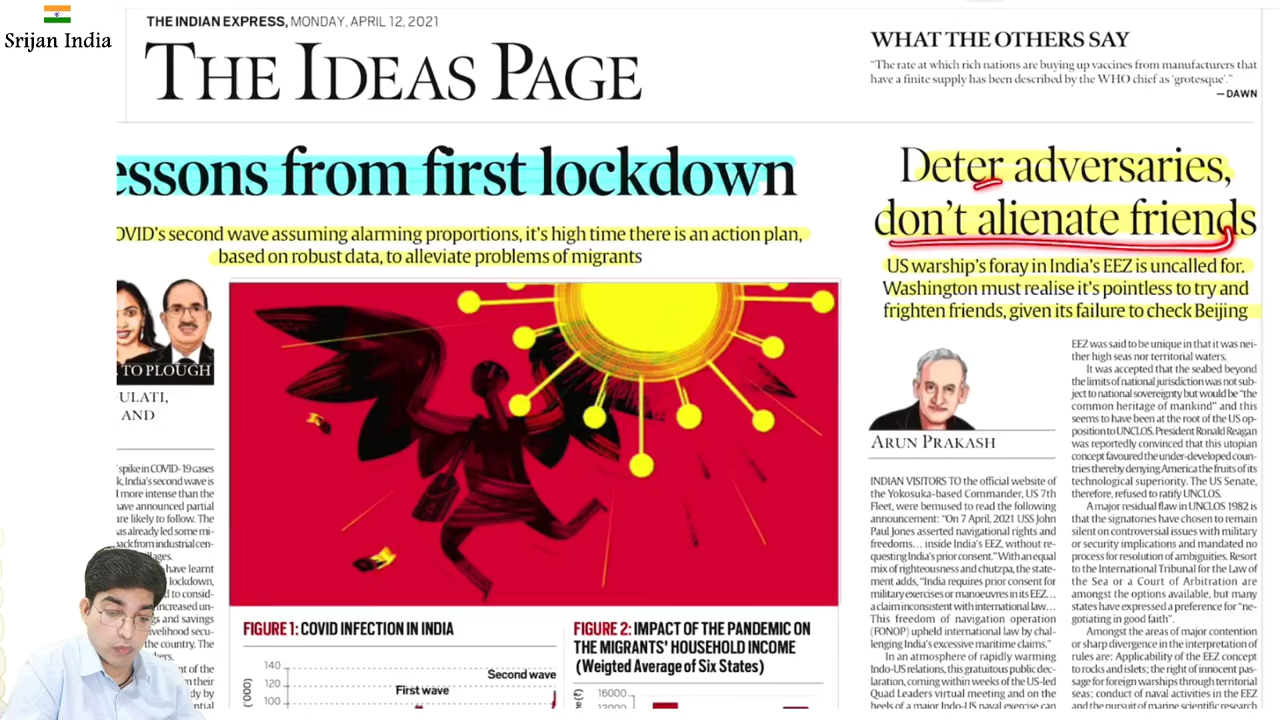 Srijan India
THE INDIAN EXPRESS, MONDAY, APRIL 12, 2021
THE IDEAS PAGE
WHAT THE OTHERS SAY
“The rate at which rich nations are buying up vaccines from manufacturers that
have a finite supply has been described by the WHO chief as ‘grotesque’.”
— DAWN
essons from first lockdown
OVID’s second wave assuming alarming proportions, it’s high time there is an action plan,
based on robust data, to alleviate problems of migrants
TO PLOUGH
ULATI,
AND
spike in COVID-19 cases
k, India’s second wave is
more intense than the
have announced partial
are likely to follow. The
as already led some mi-
back from industrial cen-
llages.
have learnt
lockdown,
d to consid-
increased un-
gs and savings
velihood secu-
the country. The
kers.
nt of the
their
dy by
ntial
FIGURE 1: COVID INFECTION IN INDIA
140
120
100
('000)
First wave
Second wave
FIGURE 2: IMPACT OF THE PANDEMIC ON
THE MIGRANTS’ HOUSEHOLD INCOME
(Weigted Average of Six States)
16000
12000
(₹)
Deter adversaries,
don’t alienate friends
US warship’s foray in India’s EEZ is uncalled for.
Washington must realise it’s pointless to try and
frighten friends, given its failure to check Beijing
ARUN PRAKASH
INDIAN VISITORS TO the official website of
the Yokosuka-based Commander, US 7th
Fleet, were bemused to read the following
announcement: “On 7 April, 2021 USS John
Paul Jones asserted navigational rights and
freedoms… inside India’s EEZ, without re-
questing India’s prior consent.” With an equal
mix of righteousness and chutzpa, the state-
ment adds, “India requires prior consent for
military exercises or manoeuvres in its EEZ…
a claim inconsistent with international law…
This freedom of navigation operation
(FONOP) upheld international law by chal-
lenging India’s excessive maritime claims.”
In an atmosphere of rapidly warming
Indo-US relations, this gratuitous public dec-
laration, coming within weeks of the US-led
Quad Leaders virtual meeting and on the
heels of a major Indo-US naval exercise can
EEZ was said to be unique in that it was nei-
ther high seas nor territorial waters.
It was accepted that the seabed beyond
the limits of national jurisdiction was not sub-
ject to national sovereignty but would be “the
common heritage of mankind” and this
seems to have been at the root of the US op-
position to UNCLOS. President Ronald Reagan
was reportedly convinced that this utopian
concept favoured the under-developed coun-
tries thereby denying America the fruits of its
technological superiority. The US Senate,
therefore, refused to ratify UNCLOS.
A major residual flaw in UNCLOS 1982 is
that the signatories have chosen to remain
silent on controversial issues with military
or security implications and mandated no
process for resolution of ambiguities. Resort
to the International Tribunal for the Law of
the Sea or a Court of Arbitration are
amongst the options available, but many
states have expressed a preference for “ne-
gotiating in good faith”.
Amongst the areas of major contention
or sharp divergence in the interpretation of
rules are: Applicability of the EEZ concept
to rocks and islets; the right of innocent pas-
sage for foreign warships through territorial
seas; conduct of naval activities in the EEZ
and the pursuit of marine scientific research